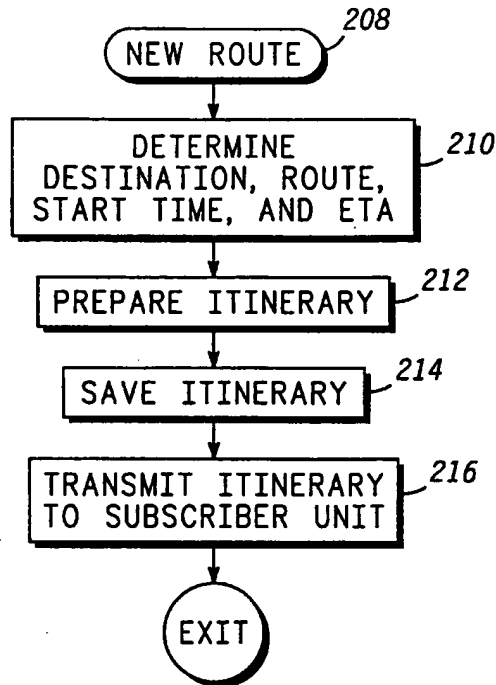 208
NEW ROUTE
210
DETERMINE
DESTINATION, ROUTE,
START TIME, AND ETA
212
PREPARE ITINERARY
214
SAVE ITINERARY
216
TRANSMIT ITINERARY
TO SUBSCRIBER UNIT
EXIT